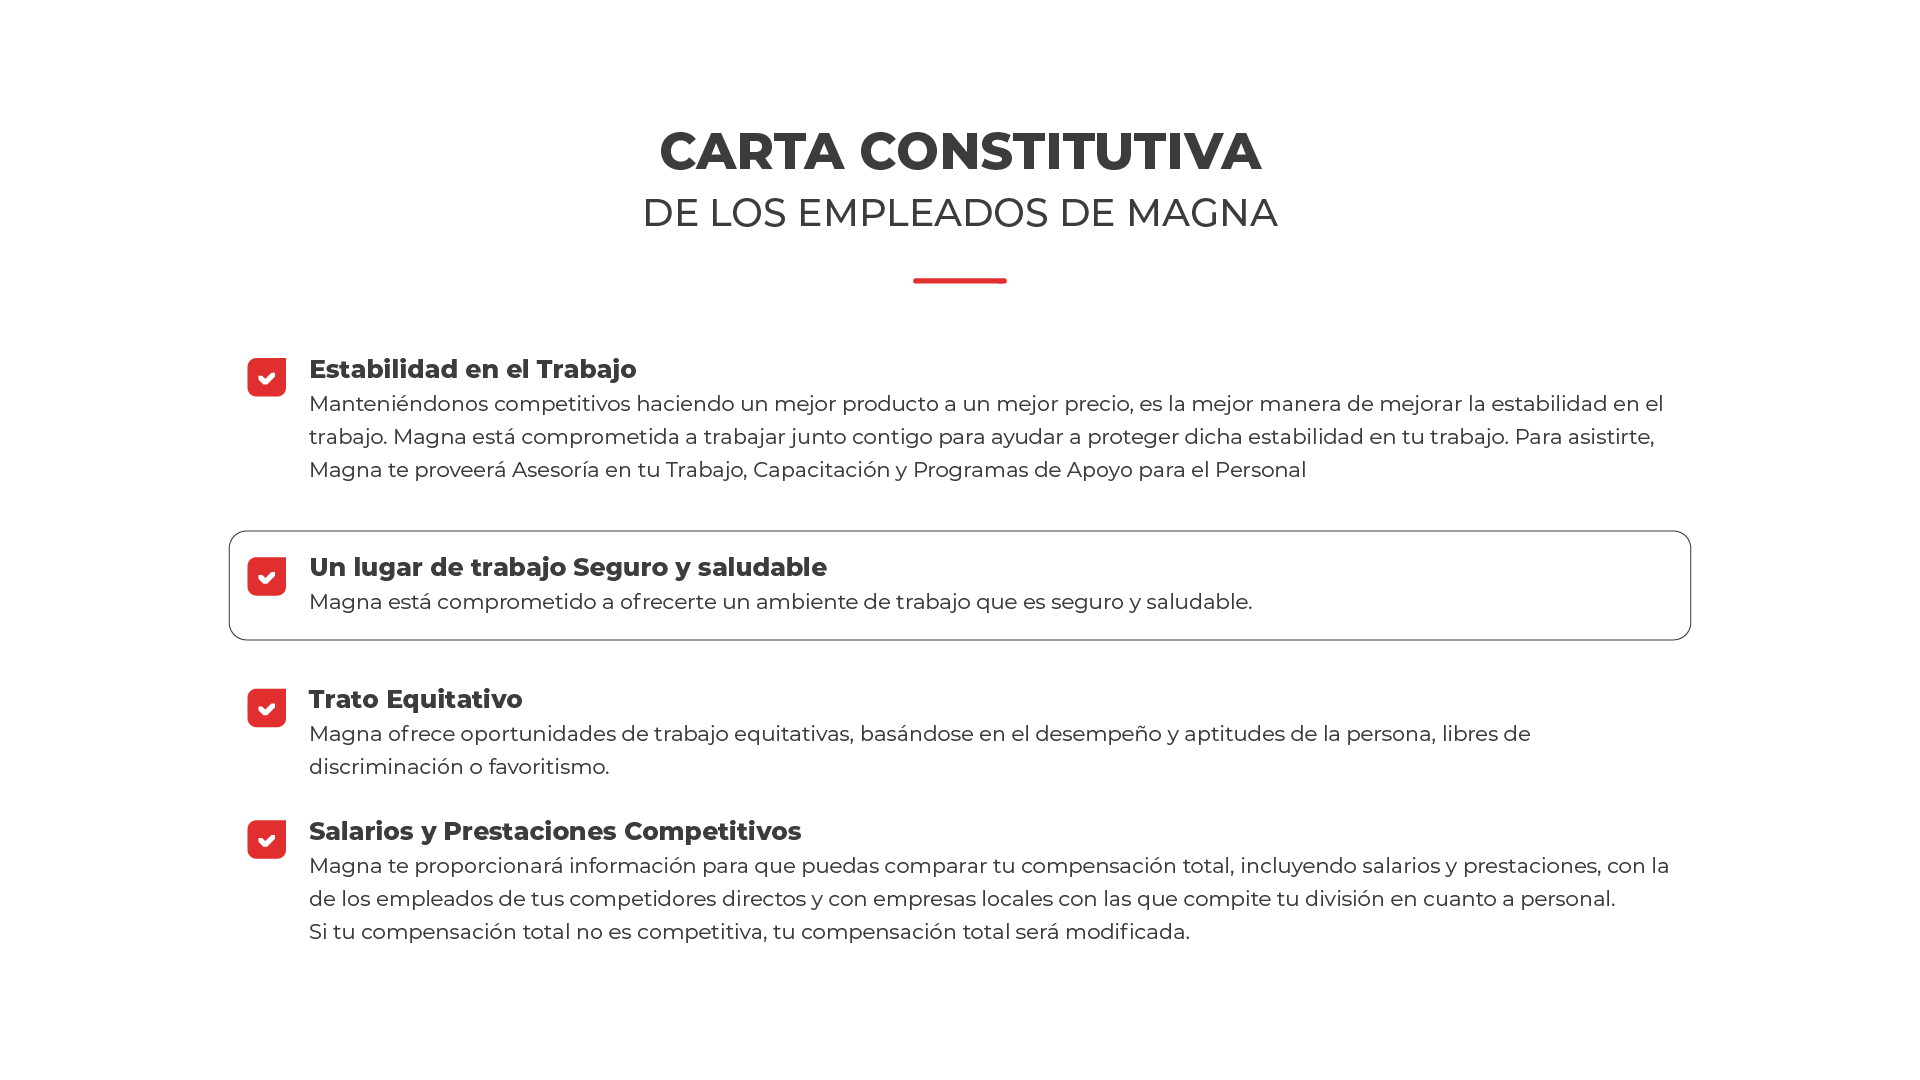 CARTA CONSTITUTIVA
DE LOS EMPLEADOS DE MAGNA
Estabilidad en el Trabajo
Manteniéndonos competitivos haciendo un mejor producto a un mejor precio, es la mejor manera de mejorar la estabilidad en el
trabajo. Magna está comprometida a trabajar junto contigo para ayudar a proteger dicha estabilidad en tu trabajo. Para asistirte,
Magna te proveerá Asesoría en tu Trabajo, Capacitación y Programas de Apoyo para el Personal
Un lugar de trabajo Seguro y saludable
Magna está comprometido a ofrecerte un ambiente de trabajo que es seguro y saludable.
Trato Equitativo
Magna ofrece oportunidades de trabajo equitativas, basándose en el desempeño y aptitudes de la persona, libres de
discriminación o favoritismo.
Salarios y Prestaciones Competitivos
Magna te proporcionará información para que puedas comparar tu compensación total, incluyendo salarios y prestaciones, con la
de los empleados de tus competidores directos y con empresas locales con las que compite tu división en cuanto a personal.
Si tu compensación total no es competitiva, tu compensación total será modificada.